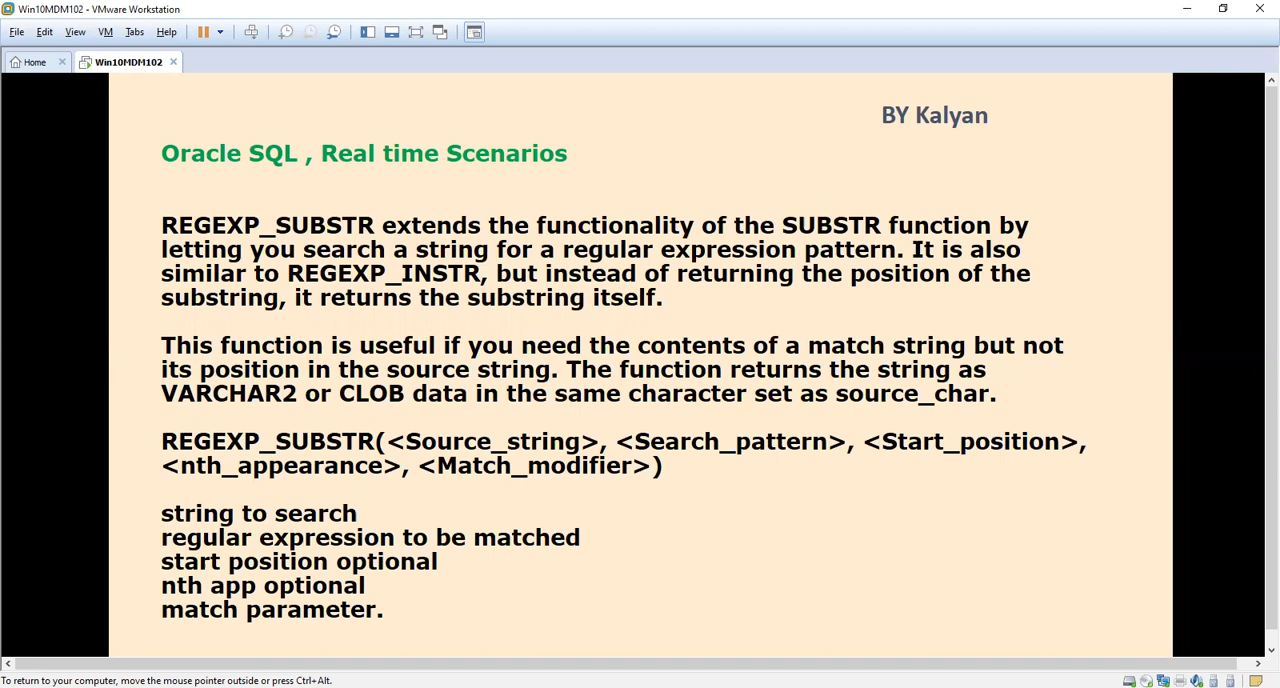 Win10MDM102 - VMware Workstation
File Edit View VM Tabs Help
Home Win10MDM102
BY Kalyan
Oracle SQL , Real time Scenarios
REGEXP_SUBSTR extends the functionality of the SUBSTR function by
letting you search a string for a regular expression pattern. It is also
similar to REGEXP_INSTR, but instead of returning the position of the
substring, it returns the substring itself.
This function is useful if you need the contents of a match string but not
its position in the source string. The function returns the string as
VARCHAR2 or CLOB data in the same character set as source_char.
REGEXP_SUBSTR(<Source_string>, <Search_pattern>, <Start_position>,
<nth_appearance>, <Match_modifier>)
string to search
regular expression to be matched
start position optional
nth app optional
match parameter.
To return to your computer, move the mouse pointer outside or press Ctrl+Alt.